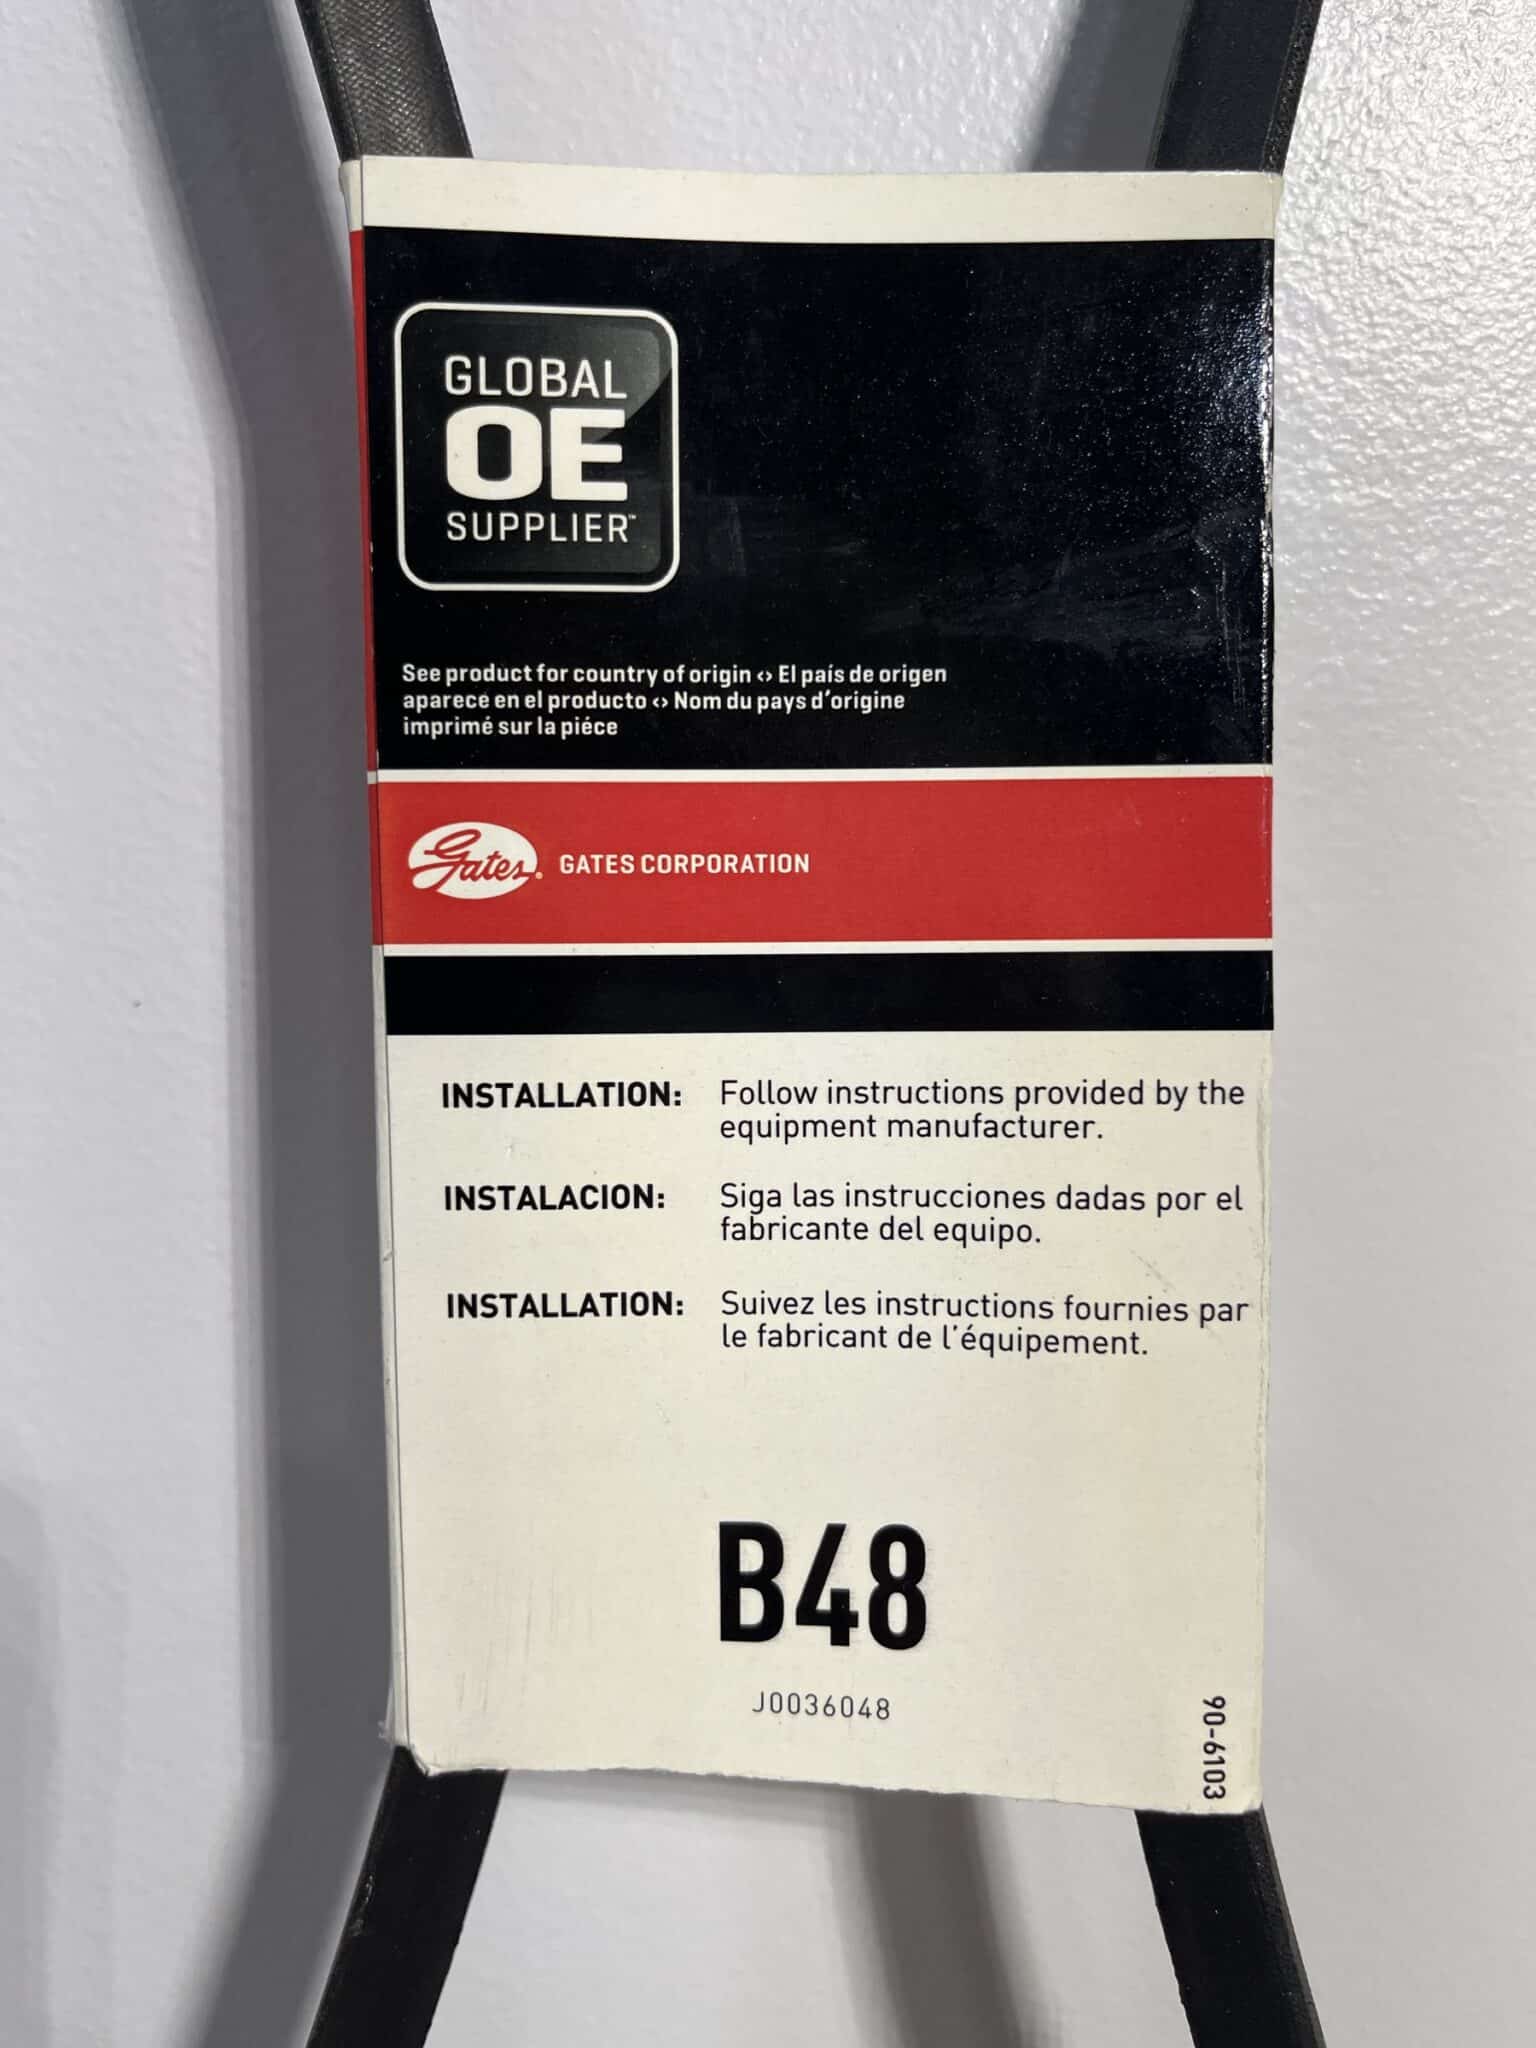 GLOBAL
OE
SUPPLIER™
See product for country of origin <> El país de origen
aparece en el producto <> Nom du pays d'origine
imprimé sur la piéce
Gates®
GATES CORPORATION
INSTALLATION: Follow instructions provided by the
equipment manufacturer.
INSTALACION: Siga las instrucciones dadas por el
fabricante del equipo.
INSTALLATION: Suivez les instructions fournies par
le fabricant de l'équipement.
B48
J0036048
90-6103